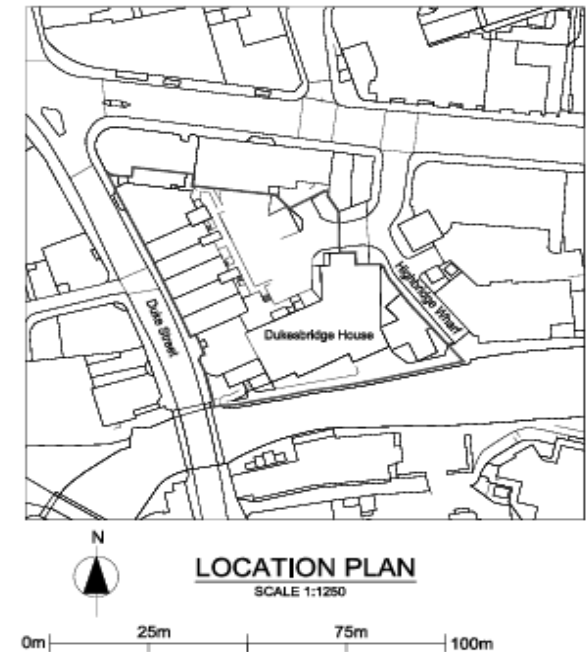 Highbridge Wharf
Duke Street
Dukesbridge House
N
LOCATION PLAN
SCALE 1:1250
0m 25m 75m 100m